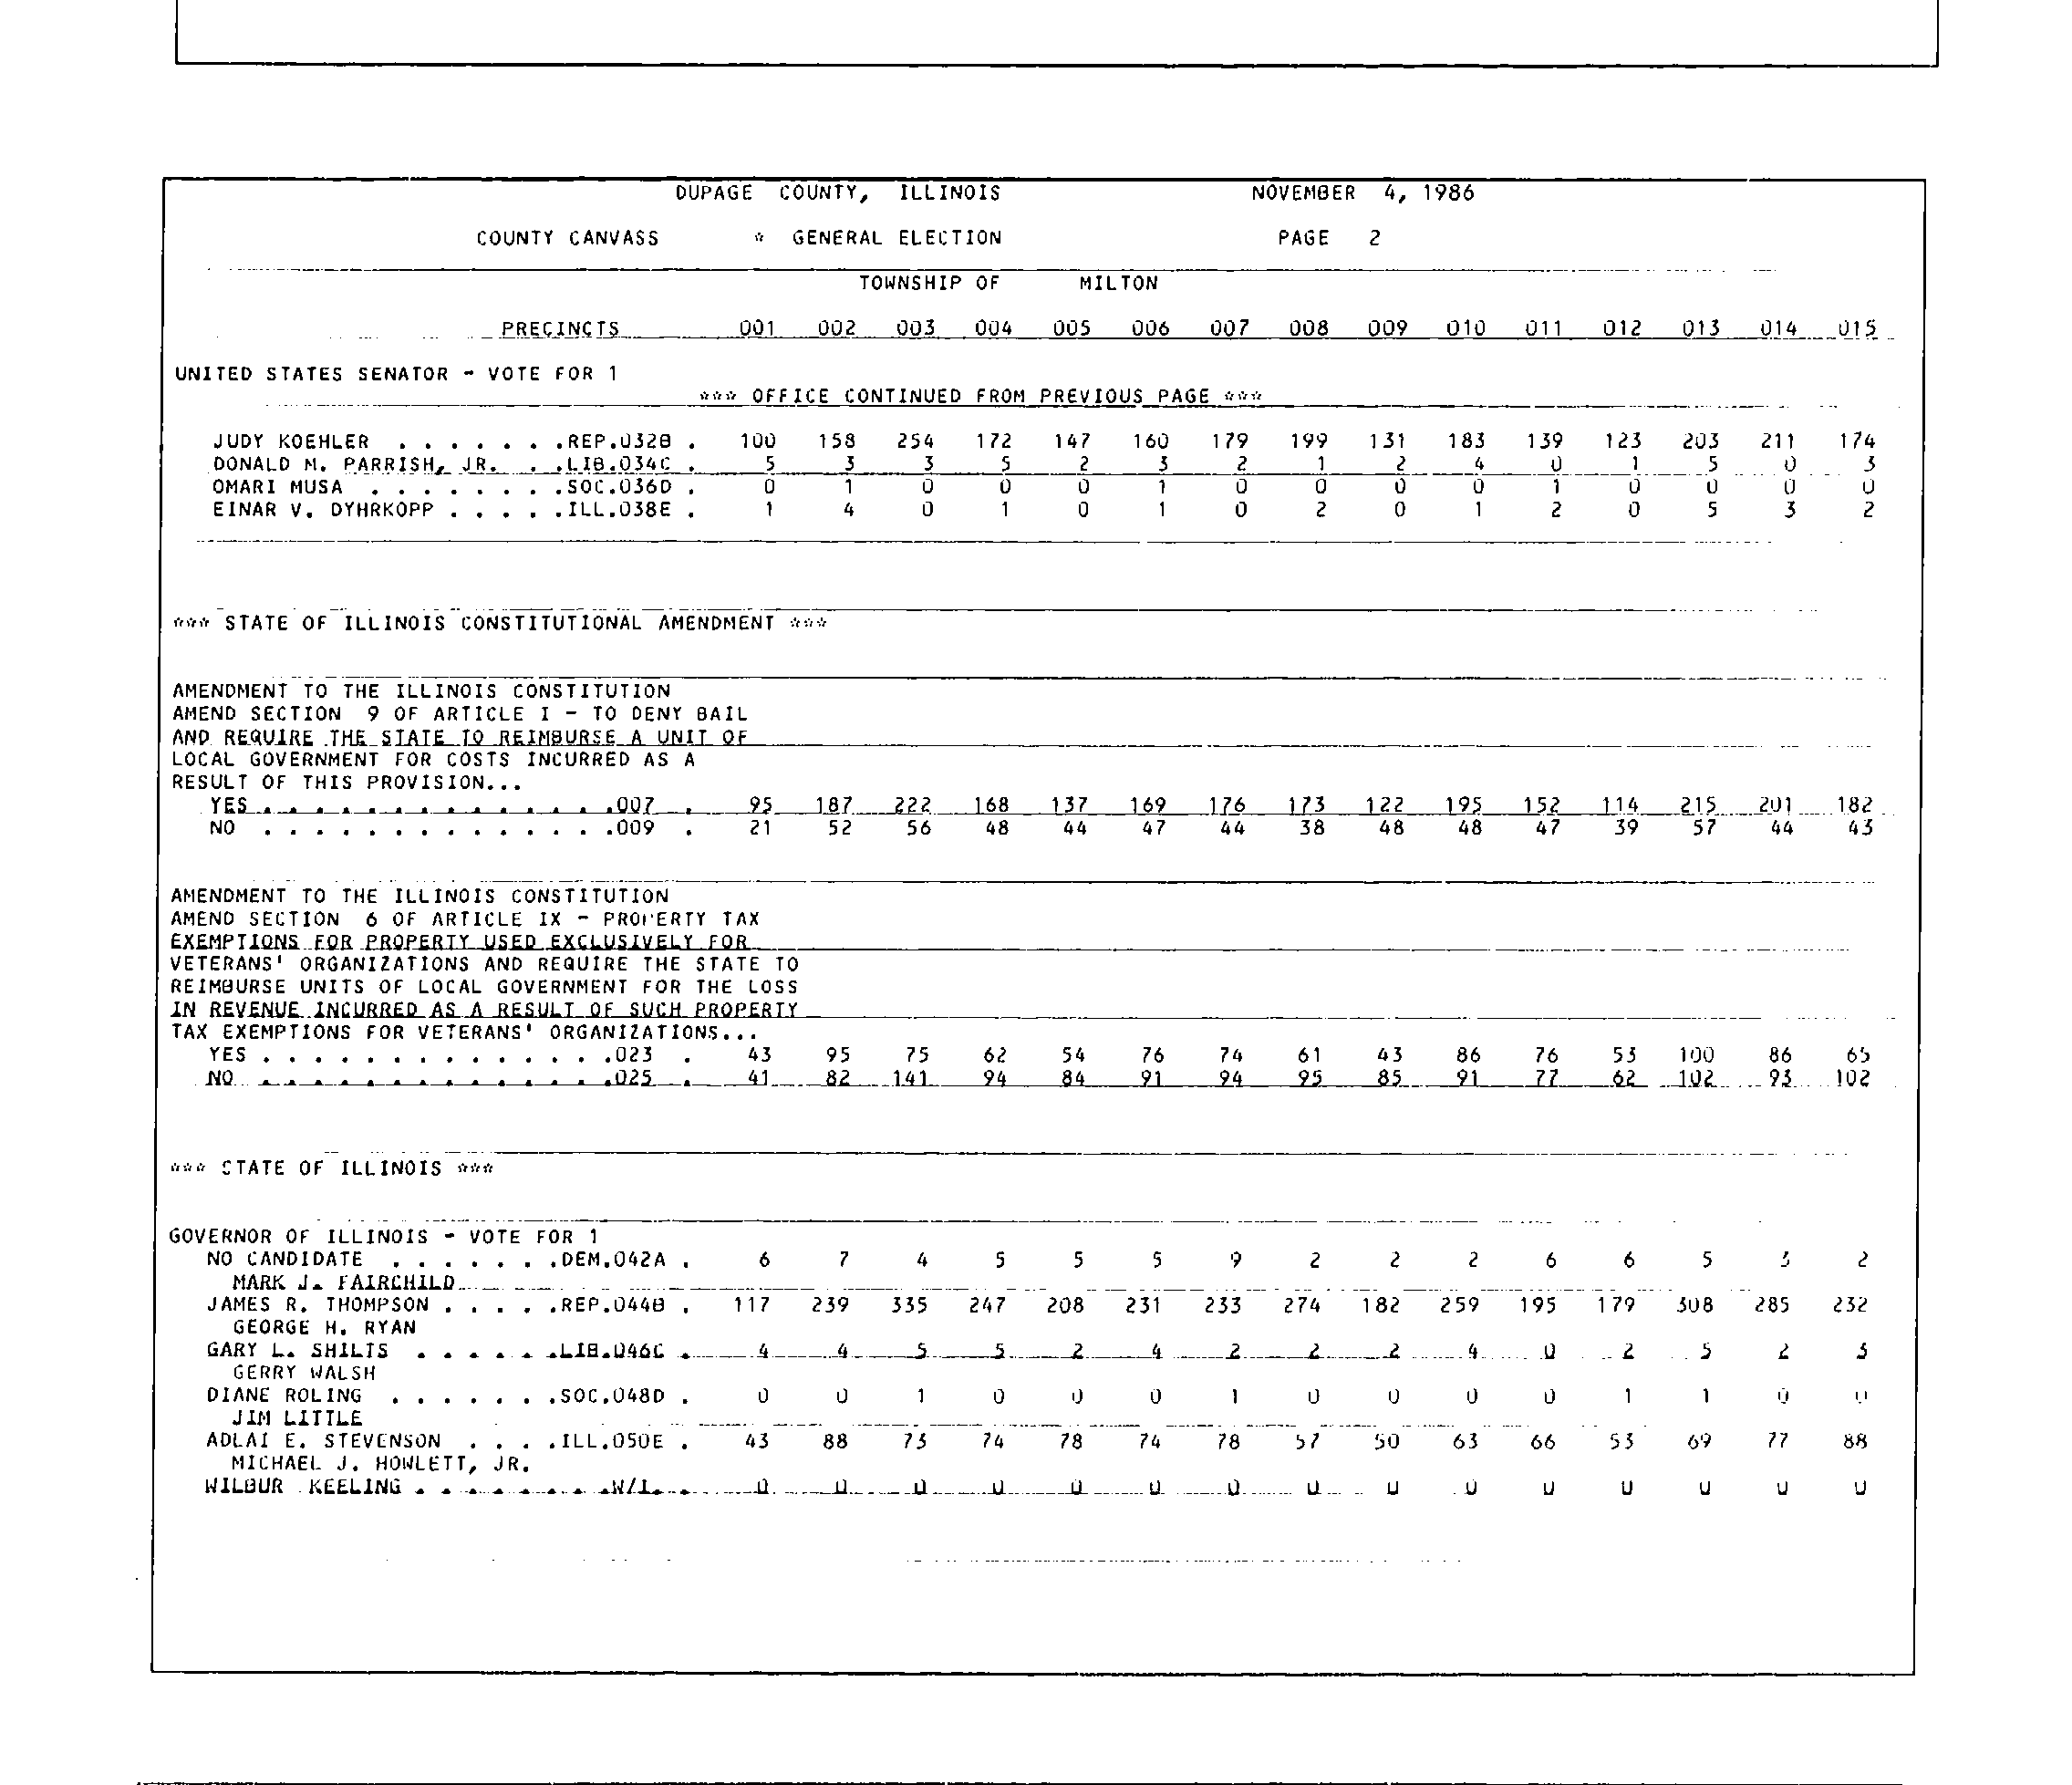 DUPAGE COUNTY, ILLINOIS NOVEMBER 4, 1986
COUNTY CANVASS * GENERAL ELECTION PAGE 2
TOWNSHIP OF MILTON
PRECINCTS 001 002 003 004 005 006 007 008 009 010 011 012 013 014 015
UNITED STATES SENATOR - VOTE FOR 1
*** OFFICE CONTINUED FROM PREVIOUS PAGE ***
JUDY KOEHLER . . . . . . .REP.032B . 100 158 254 172 147 160 179 199 131 183 139 123 203 211 174
DONALD M. PARRISH, JR. . .LIB.034C . 5 3 3 5 2 3 2 1 2 4 0 1 5 0 3
OMARI MUSA . . . . . . . .SOC.036D . 0 1 0 0 0 1 0 0 0 0 1 0 0 0 0
EINAR V. DYHRKOPP . . . . .ILL.038E . 1 4 0 1 0 1 0 2 0 1 2 0 5 3 2
*** STATE OF ILLINOIS CONSTITUTIONAL AMENDMENT ***
AMENDMENT TO THE ILLINOIS CONSTITUTION
AMEND SECTION 9 OF ARTICLE I - TO DENY BAIL
AND REQUIRE THE STATE TO REIMBURSE A UNIT OF
LOCAL GOVERNMENT FOR COSTS INCURRED AS A
RESULT OF THIS PROVISION...
YES . . . . . . . . . . . . . .007 . 95 187 222 168 137 169 176 173 122 195 152 114 215 201 182
NO . . . . . . . . . . . . . .009 . 21 52 56 48 44 47 44 38 48 48 47 39 57 44 43
AMENDMENT TO THE ILLINOIS CONSTITUTION
AMEND SECTION 6 OF ARTICLE IX - PROPERTY TAX
EXEMPTIONS FOR PROPERTY USED EXCLUSIVELY FOR
VETERANS' ORGANIZATIONS AND REQUIRE THE STATE TO
REIMBURSE UNITS OF LOCAL GOVERNMENT FOR THE LOSS
IN REVENUE INCURRED AS A RESULT OF SUCH PROPERTY
TAX EXEMPTIONS FOR VETERANS' ORGANIZATIONS...
YES . . . . . . . . . . . . . .023 . 43 95 75 62 54 76 74 61 43 86 76 53 100 86 65
NO . . . . . . . . . . . . . .025 . 41 82 141 94 84 91 94 95 85 91 77 62 102 93 102
*** STATE OF ILLINOIS ***
GOVERNOR OF ILLINOIS - VOTE FOR 1
NO CANDIDATE . . . . . . .DEM.042A . 6 7 4 5 5 5 9 2 2 2 6 6 5 3 2
MARK J. FAIRCHILD
JAMES R. THOMPSON . . . . .REP.044B . 117 239 335 247 208 231 233 274 182 259 195 179 308 285 232
GEORGE H. RYAN
GARY L. SHILTS . . . . . .LIB.046C . 4 4 5 5 2 4 2 2 2 4 0 2 5 2 3
GERRY WALSH
DIANE ROLING . . . . . . .SOC.048D . 0 0 1 0 0 0 1 0 0 0 0 1 1 0 0
JIM LITTLE
ADLAI E. STEVENSON . . . .ILL.050E . 43 88 73 74 78 74 78 57 50 63 66 53 69 77 88
MICHAEL J. HOWLETT, JR.
WILBUR KEELING . . . . . . . .W/I. . 0 0 0 0 0 0 0 0 0 0 0 0 0 0 0